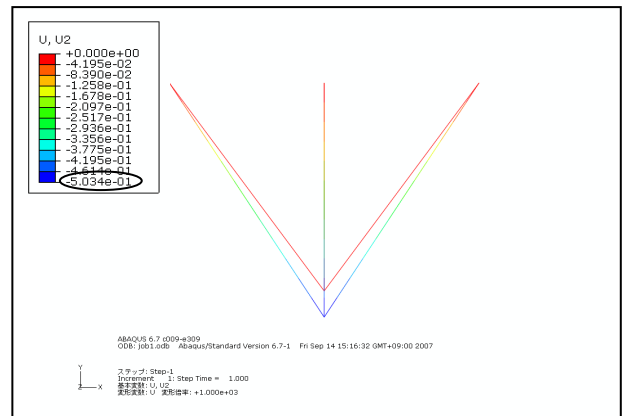 U, U2
+0.000e+00
-4.195e-02
-8.390e-02
-1.258e-01
-1.678e-01
-2.097e-01
-2.517e-01
-2.936e-01
-3.356e-01
-3.775e-01
-4.195e-01
-4.614e-01
-5.034e-01
ABAQUS 6.7 c009-e309
ODB: job1.odb Abaqus/Standard Version 6.7-1 Fri Sep 14 15:16:32 GMT+09:00 2007
Y
Z X
ステップ: Step-1
Increment 1: Step Time = 1.000
基本変数: U, U2
変形変数: U 変形倍率: +1.000e+03